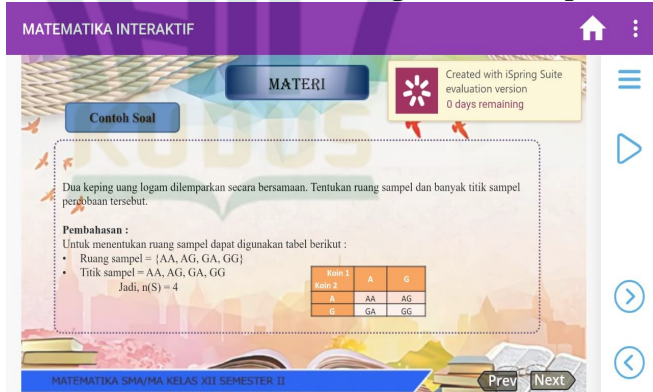 MATEMATIKA INTERAKTIF
MATERI
Created with iSpring Suite
evaluation version
0 days remaining
Contoh Soal
KUDUS
Dua keping uang logam dilemparkan secara bersamaan. Tentukan ruang sampel dan banyak titik sampel
percobaan tersebut.
Pembahasan :
Untuk menentukan ruang sampel dapat digunakan tabel berikut :
• Ruang sampel = {AA, AG, GA, GG}
• Titik sampel = AA, AG, GA, GG
Jadi, n(S) = 4
Koin 1
Koin 2
A G
A AA AG
G GA GG
MATEMATIKA SMA/MA KELAS XII SEMESTER II
Prev Next